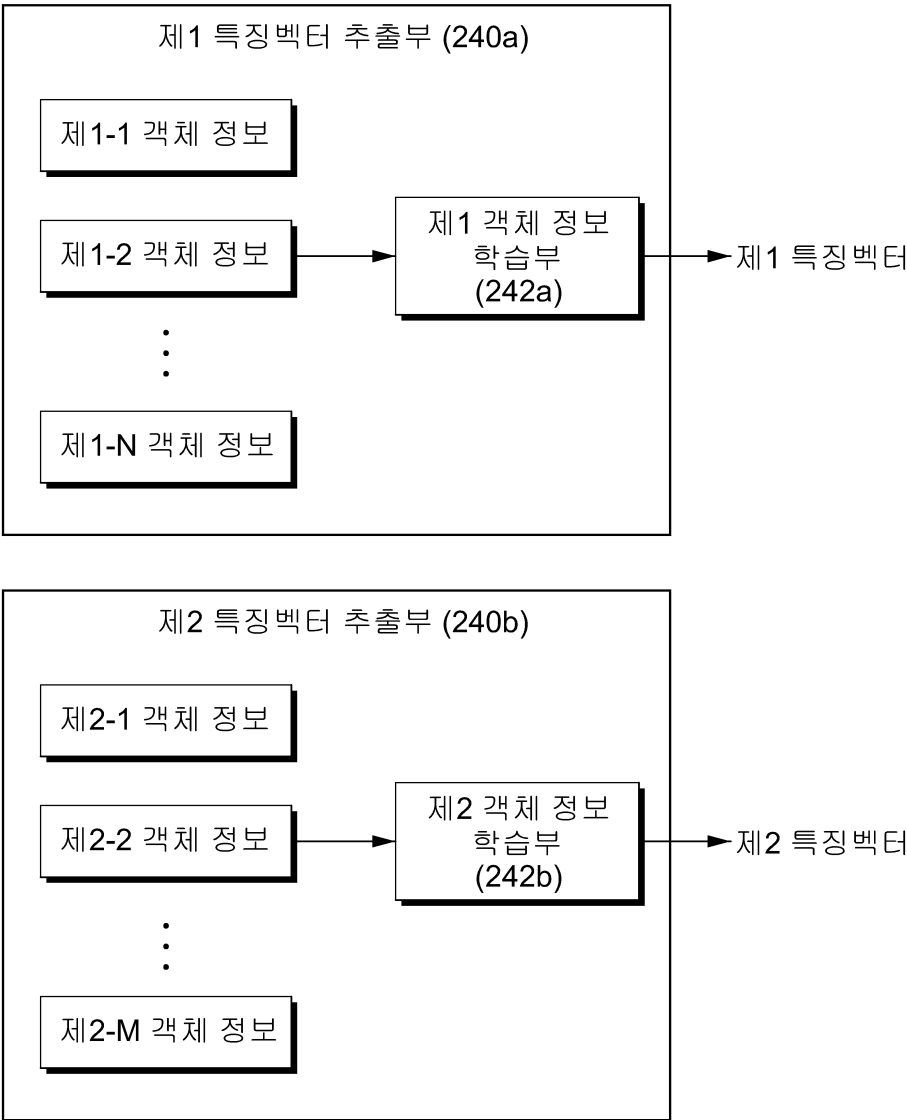 제1 특징벡터 추출부 (240a)
제1-1 객체 정보
제1-2 객체 정보
제1-N 객체 정보
제1 객체 정보
학습부
(242a)
제1 특징벡터
제2 특징벡터 추출부 (240b)
제2-1 객체 정보
제2-2 객체 정보
제2-M 객체 정보
제2 객체 정보
학습부
(242b)
제2 특징벡터